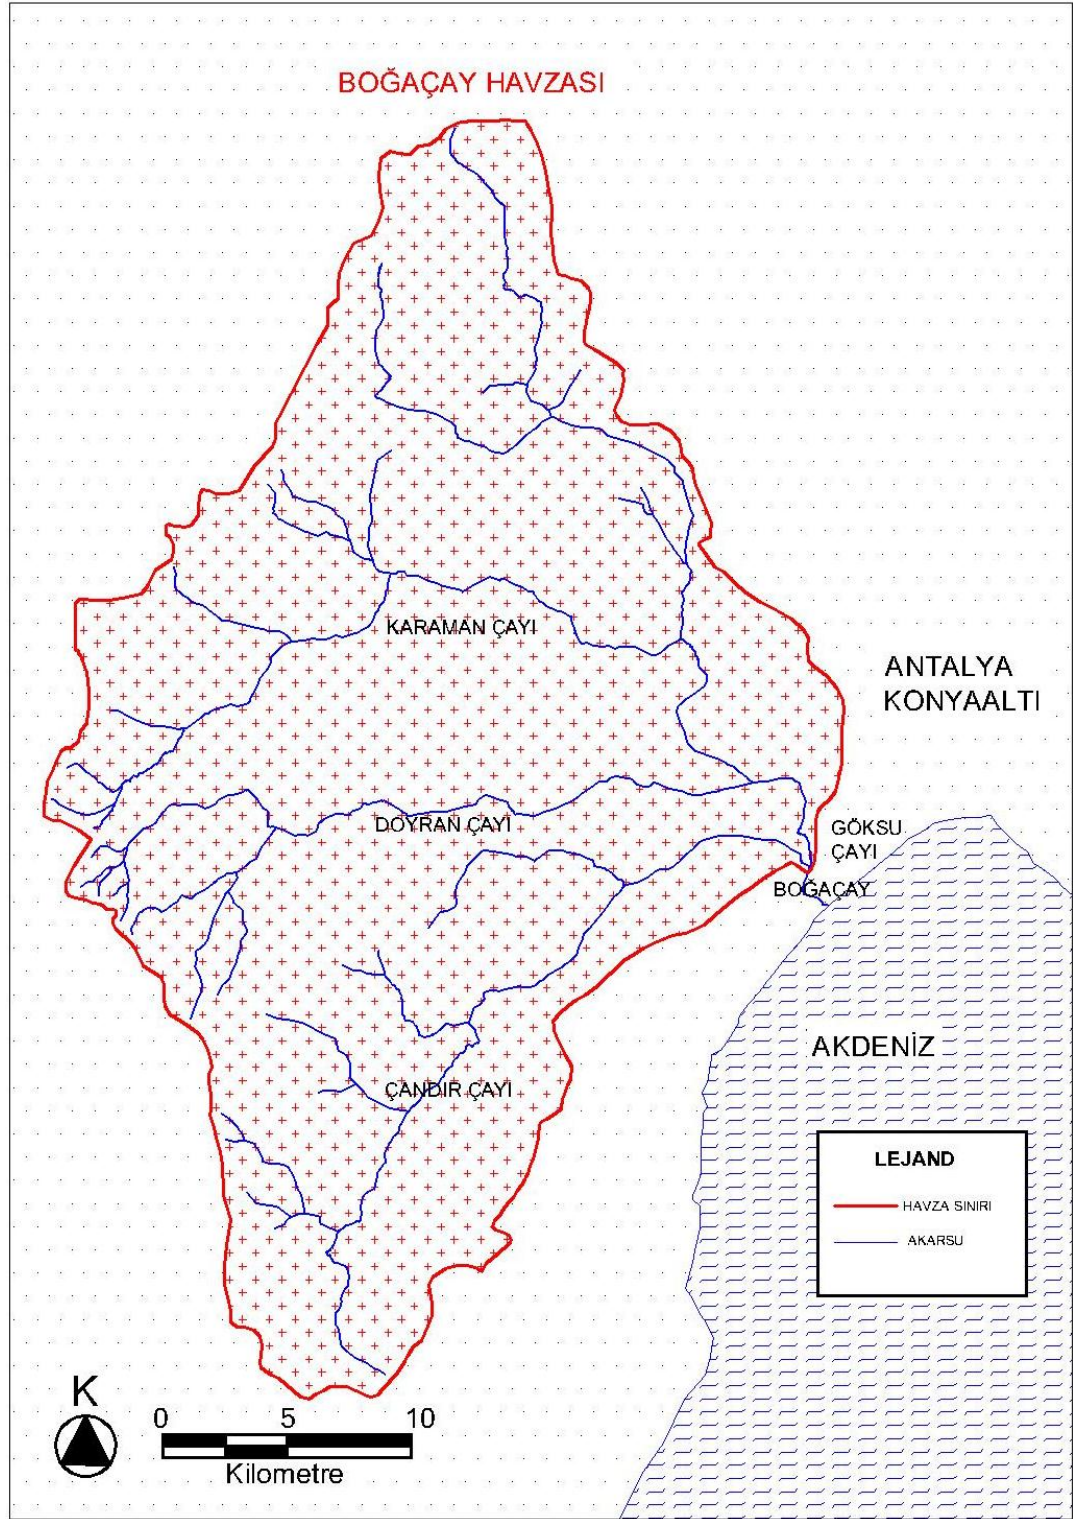 BOĞAÇAY HAVZASI
KARAMAN ÇAYI
ANTALYA
KONYAALTI
DOYRAN ÇAYI
GÖKSU
ÇAYI
BOĞAÇAY
AKDENİZ
ÇANDIR ÇAYI
LEJAND
HAVZA SINIRI
AKARSU
K
0 5 10
Kilometre